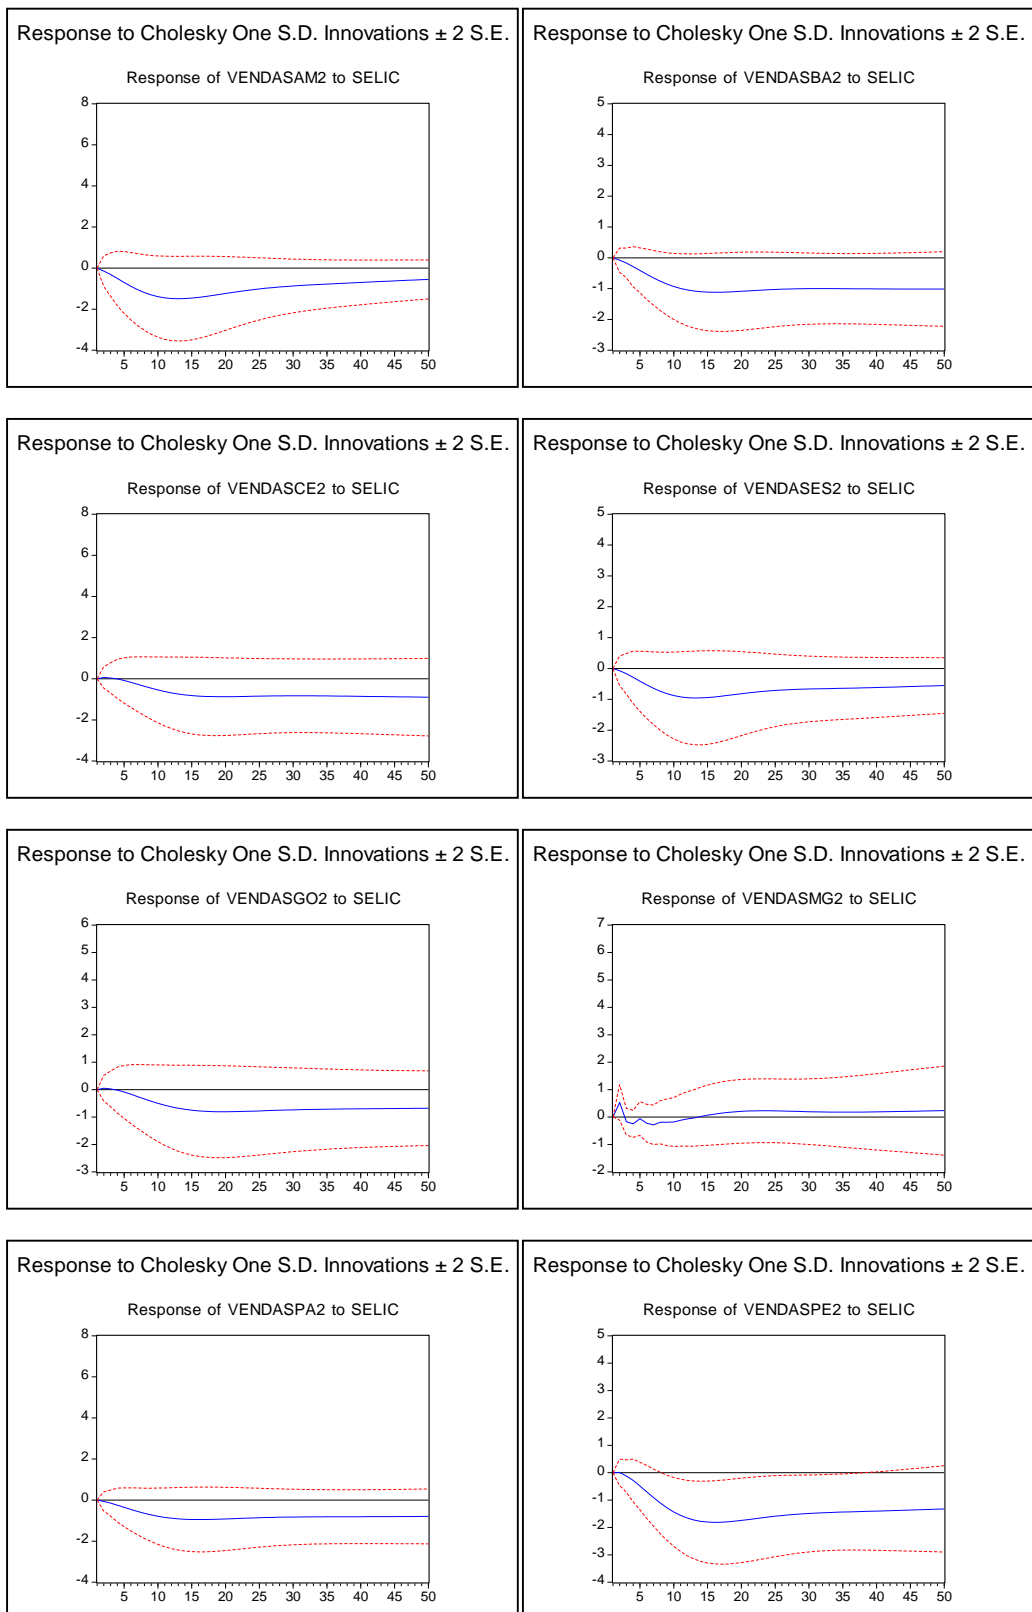 Response to Cholesky One S.D. Innovations ± 2 S.E.
Response of VENDASAM2 to SELIC
8
6
4
2
0
-2
-4
5 10 15 20 25 30 35 40 45 50
Response to Cholesky One S.D. Innovations ± 2 S.E.
Response of VENDASBA2 to SELIC
5
4
3
2
1
0
-1
-2
-3
5 10 15 20 25 30 35 40 45 50
Response to Cholesky One S.D. Innovations ± 2 S.E.
Response of VENDASCE2 to SELIC
8
6
4
2
0
-2
-4
5 10 15 20 25 30 35 40 45 50
Response to Cholesky One S.D. Innovations ± 2 S.E.
Response of VENDASES2 to SELIC
5
4
3
2
1
0
-1
-2
-3
5 10 15 20 25 30 35 40 45 50
Response to Cholesky One S.D. Innovations ± 2 S.E.
Response of VENDASGO2 to SELIC
6
5
4
3
2
1
0
-1
-2
-3
5 10 15 20 25 30 35 40 45 50
Response to Cholesky One S.D. Innovations ± 2 S.E.
Response of VENDASMG2 to SELIC
7
6
5
4
3
2
1
0
-1
-2
5 10 15 20 25 30 35 40 45 50
Response to Cholesky One S.D. Innovations ± 2 S.E.
Response of VENDASPA2 to SELIC
8
6
4
2
0
-2
-4
5 10 15 20 25 30 35 40 45 50
Response to Cholesky One S.D. Innovations ± 2 S.E.
Response of VENDASPE2 to SELIC
5
4
3
2
1
0
-1
-2
-3
-4
5 10 15 20 25 30 35 40 45 50